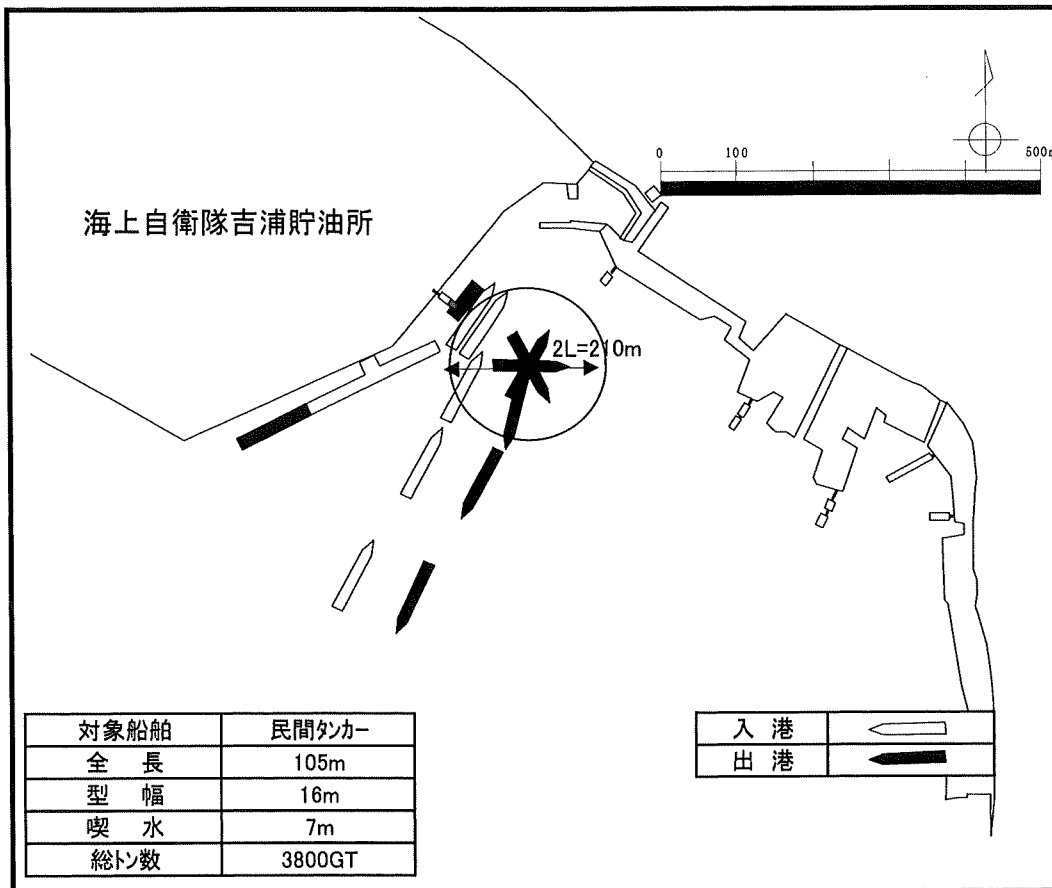 0 100 500m
海上自衛隊吉浦貯油所
2L=210m
対象船舶 民間タンカー
全長 105m
型幅 16m
喫水 7m
総トン数 3800GT
入港
出港